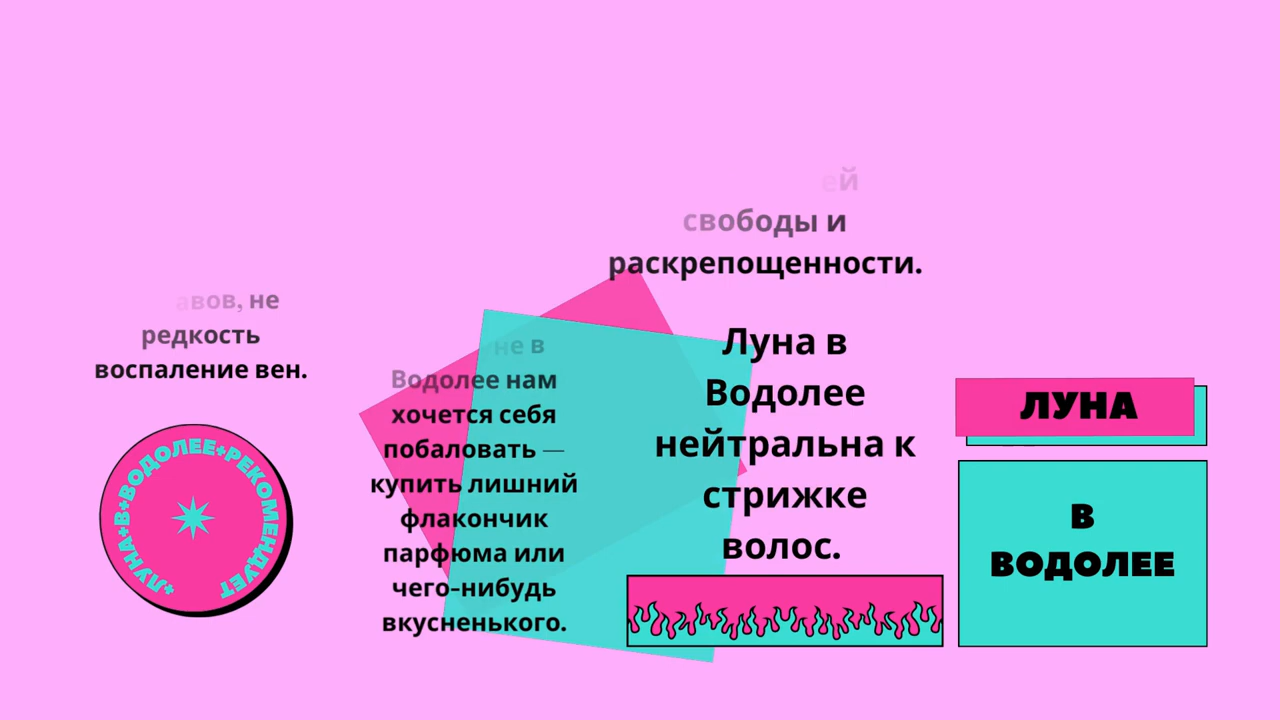 не
редкость
воспаление вен.
+ЛУНА+В+ВОДОЛЕЕ+РЕКОМЕНДУЕТ
не в
Водолее нам
хочется себя
побаловать —
купить лишний
флакончик
парфюма или
чего-нибудь
вкусненького.
свободы и
раскрепощенности.
Луна в
Водолее
нейтральна к
стрижке
волос.
ЛУНА
В
ВОДОЛЕЕ